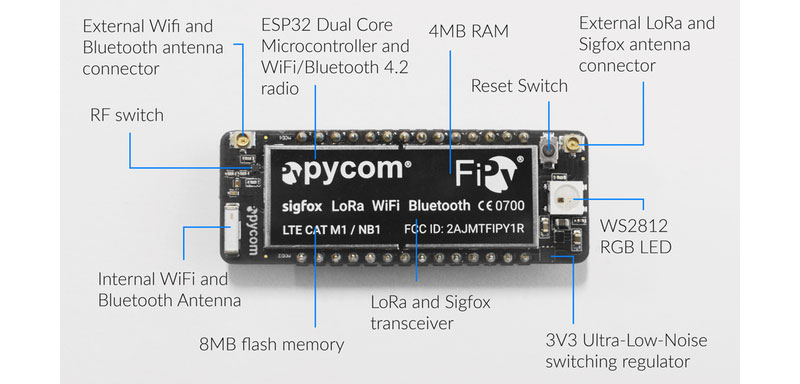 External Wifi and
Bluetooth antenna
connector
ESP32 Dual Core
Microcontroller and
WiFi/Bluetooth 4.2
radio
4MB RAM
External LoRa and
Sigfox antenna
connector
Reset Switch
RF switch
pycom®
FiPy
sigfox LoRa WiFi Bluetooth CE 0700
LTE CAT M1 / NB1 FCC ID: 2AJMTFIPY1R
pycom
WS2812
RGB LED
Internal WiFi and
Bluetooth Antenna
LoRa and Sigfox
transceiver
8MB flash memory
3V3 Ultra-Low-Noise
switching regulator